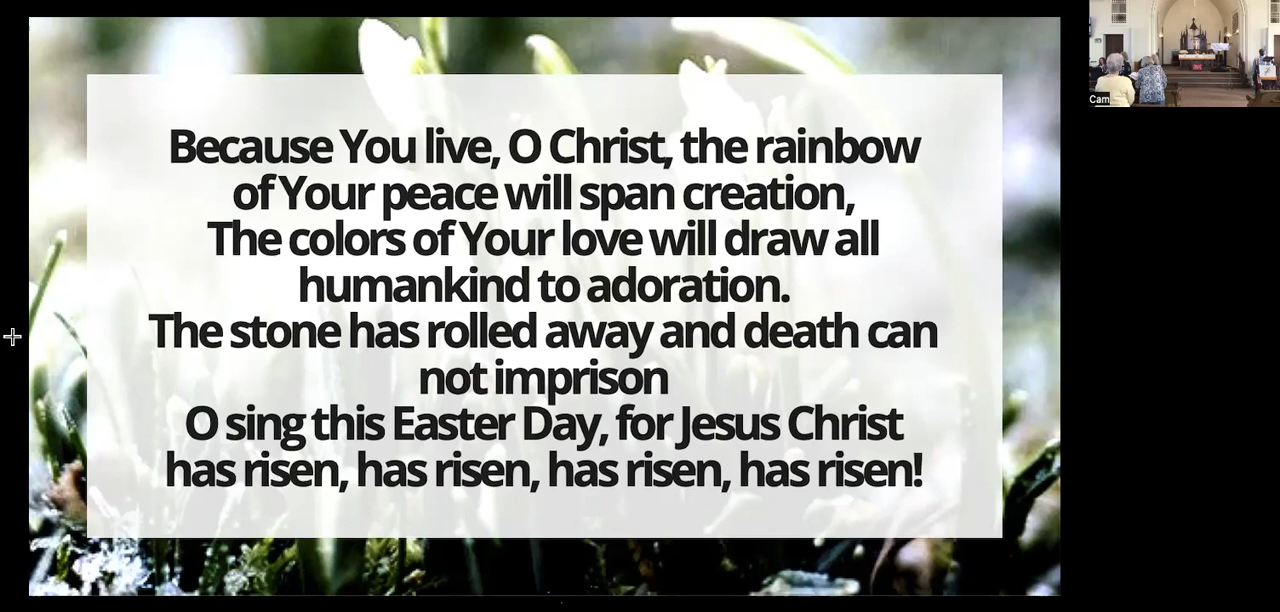 Because You live, O Christ, the rainbow
of Your peace will span creation,
The colors of Your love will draw all
humankind to adoration.
The stone has rolled away and death can
not imprison
O sing this Easter Day, for Jesus Christ
has risen, has risen, has risen, has risen!
Cam